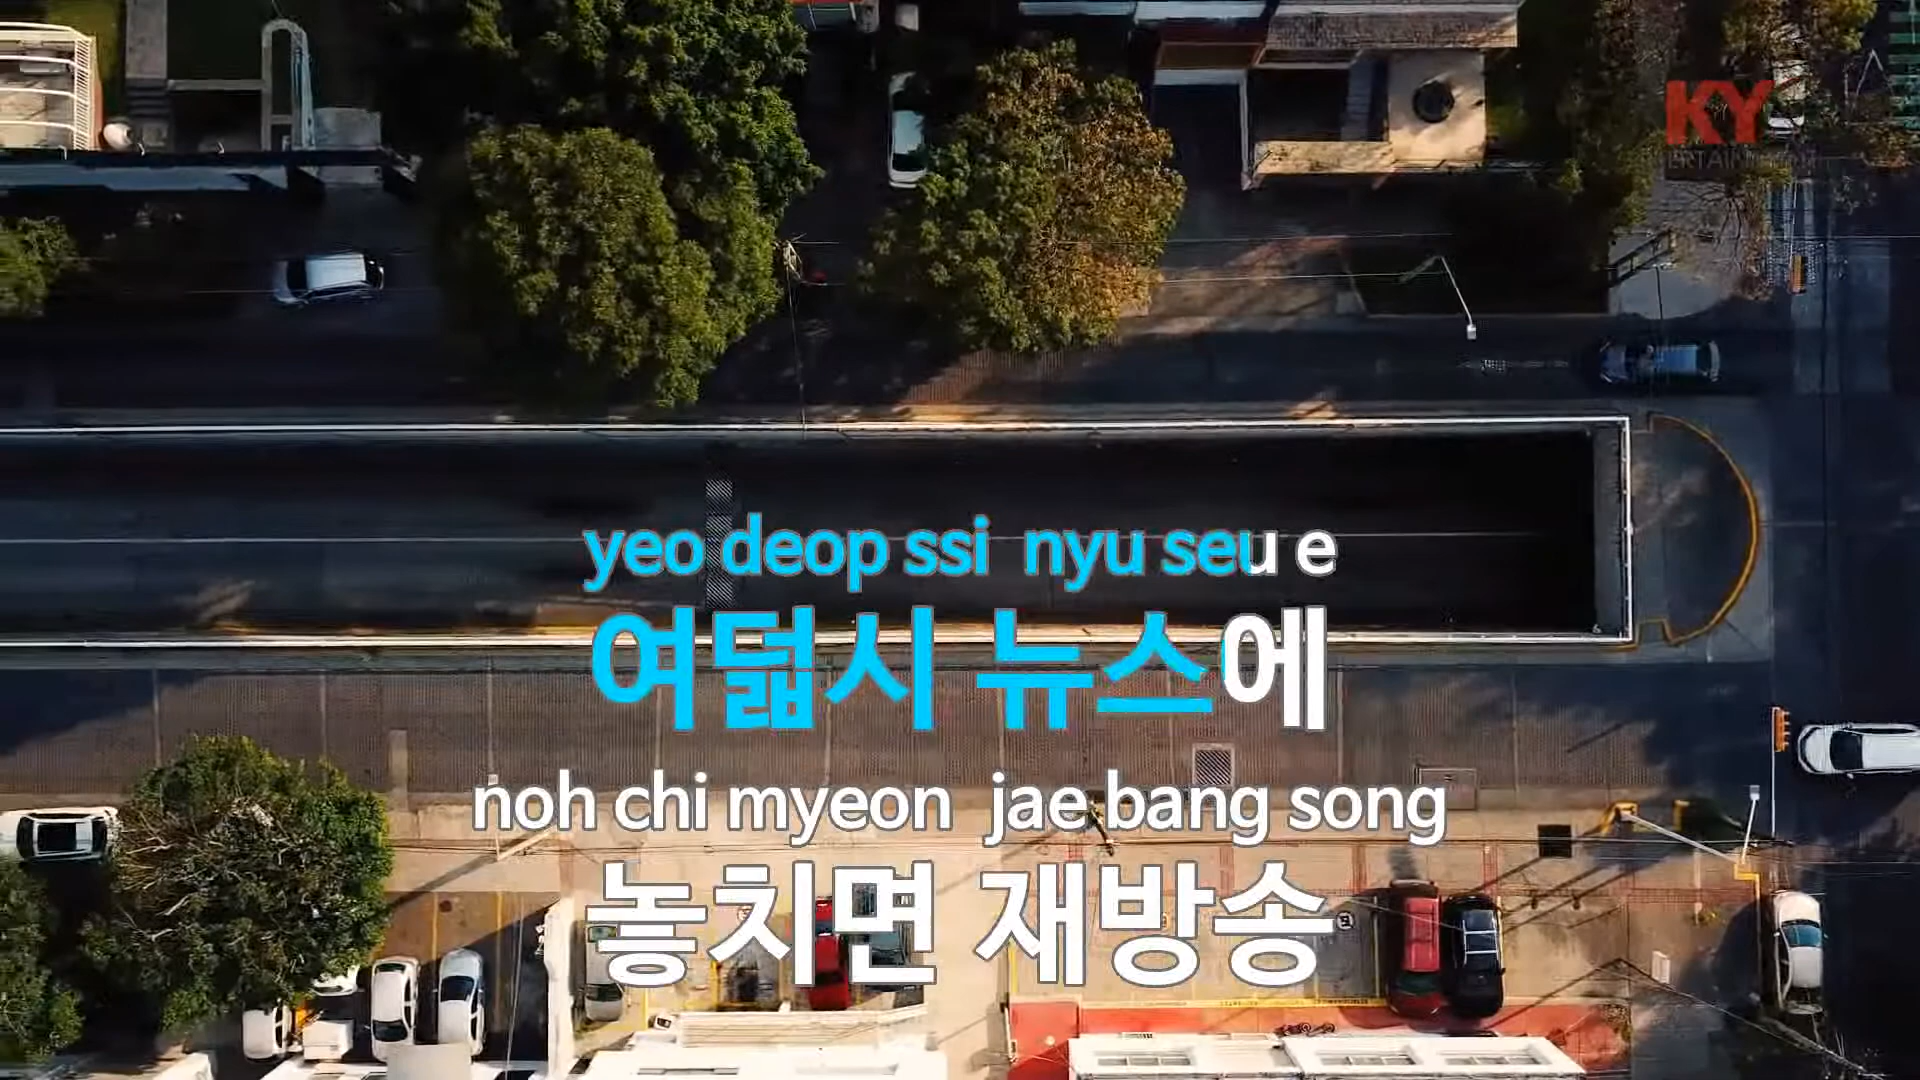 KY
yeo deop ssi nyu seu e
여덟시 뉴스에
noh chi myeon jae bang song
놓치면 재방송